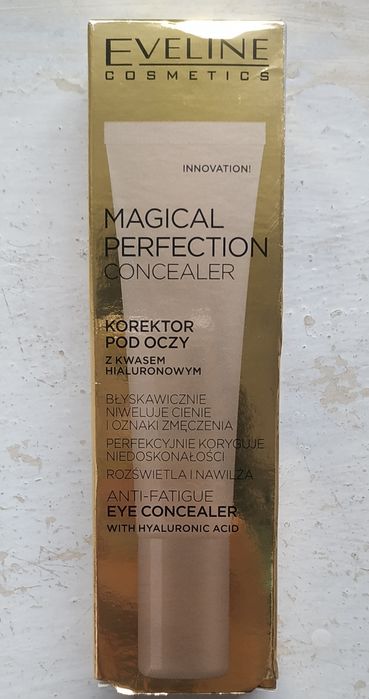 EVELINE
COSMETICS
INNOVATION!
MAGICAL
PERFECTION
CONCEALER
KOREKTOR
POD OCZY
Z KWASEM
HIALURONOWYM
BŁYSKAWICZNIE
NIWELUJE CIENIE
I OZNAKI ZMĘCZENIA
PERFEKCYJNIE KORYGUJE
NIEDOSKONAŁOŚCI
ROZŚWIETLA I NAWILŻA
ANTI-FATIGUE
EYE CONCEALER
WITH HYALURONIC ACID